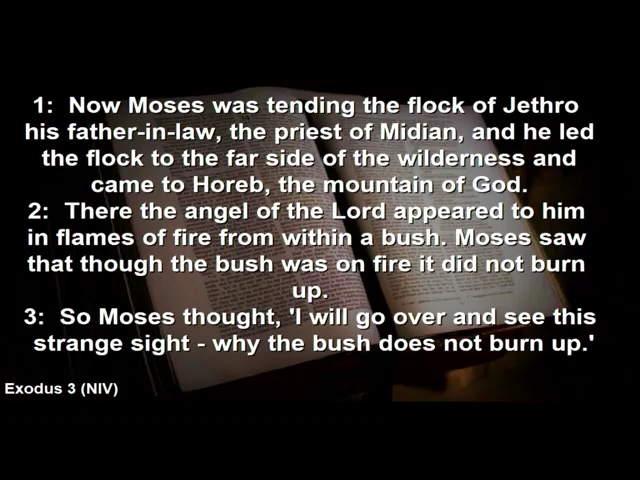 1:  Now Moses was tending the flock of Jethro
his father-in-law, the priest of Midian, and he led
the flock to the far side of the wilderness and
came to Horeb, the mountain of God.
2:  There the angel of the Lord appeared to him
in flames of fire from within a bush. Moses saw
that though the bush was on fire it did not burn
up.
3:  So Moses thought, 'I will go over and see this
strange sight - why the bush does not burn up.'
Exodus 3 (NIV)